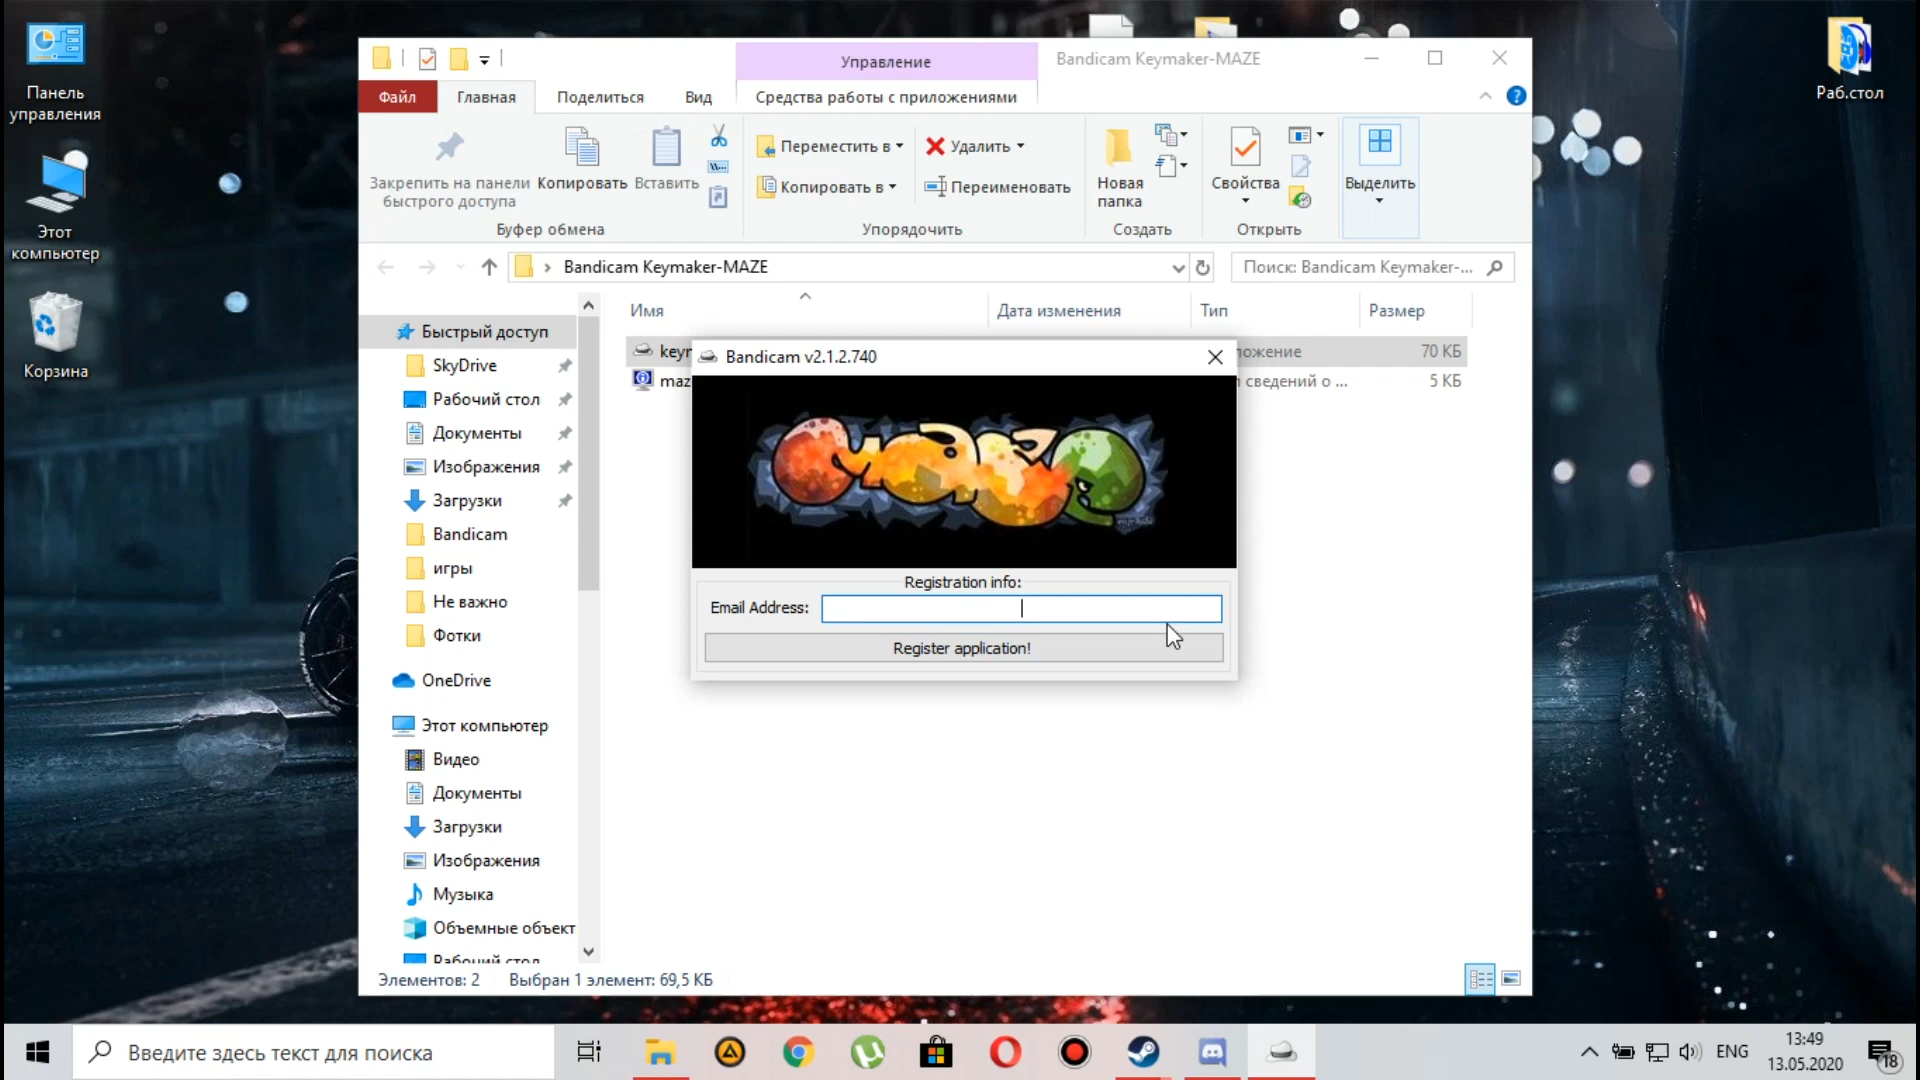 Панель
управления
Этот
компьютер
Корзина
Раб.стол
Управление
Bandicam Keymaker-MAZE
Файл
Главная
Поделиться
Вид
Средства работы с приложениями
Закрепить на панели
быстрого доступа
Копировать
Вставить
Буфер обмена
Переместить в
Копировать в
Удалить
Переименовать
Упорядочить
Новая
папка
Создать
Свойства
Открыть
Выделить
Bandicam Keymaker-MAZE
Поиск: Bandicam Keymaker-...
Имя
Дата изменения
Тип
Размер
70 КБ
maz
сведений о ...
5 КБ
Быстрый доступ
SkyDrive
Рабочий стол
Документы
Изображения
Загрузки
Bandicam
игры
Не важно
Фотки
OneDrive
Этот компьютер
Видео
Документы
Загрузки
Изображения
Музыка
Объемные объект
Рабочий стол
Bandicam v2.1.2.740
maze
Registration info:
Email Address:
Register application!
Элементов: 2
Выбран 1 элемент: 69,5 КБ
Введите здесь текст для поиска
ENG
13:49
13.05.2020
18